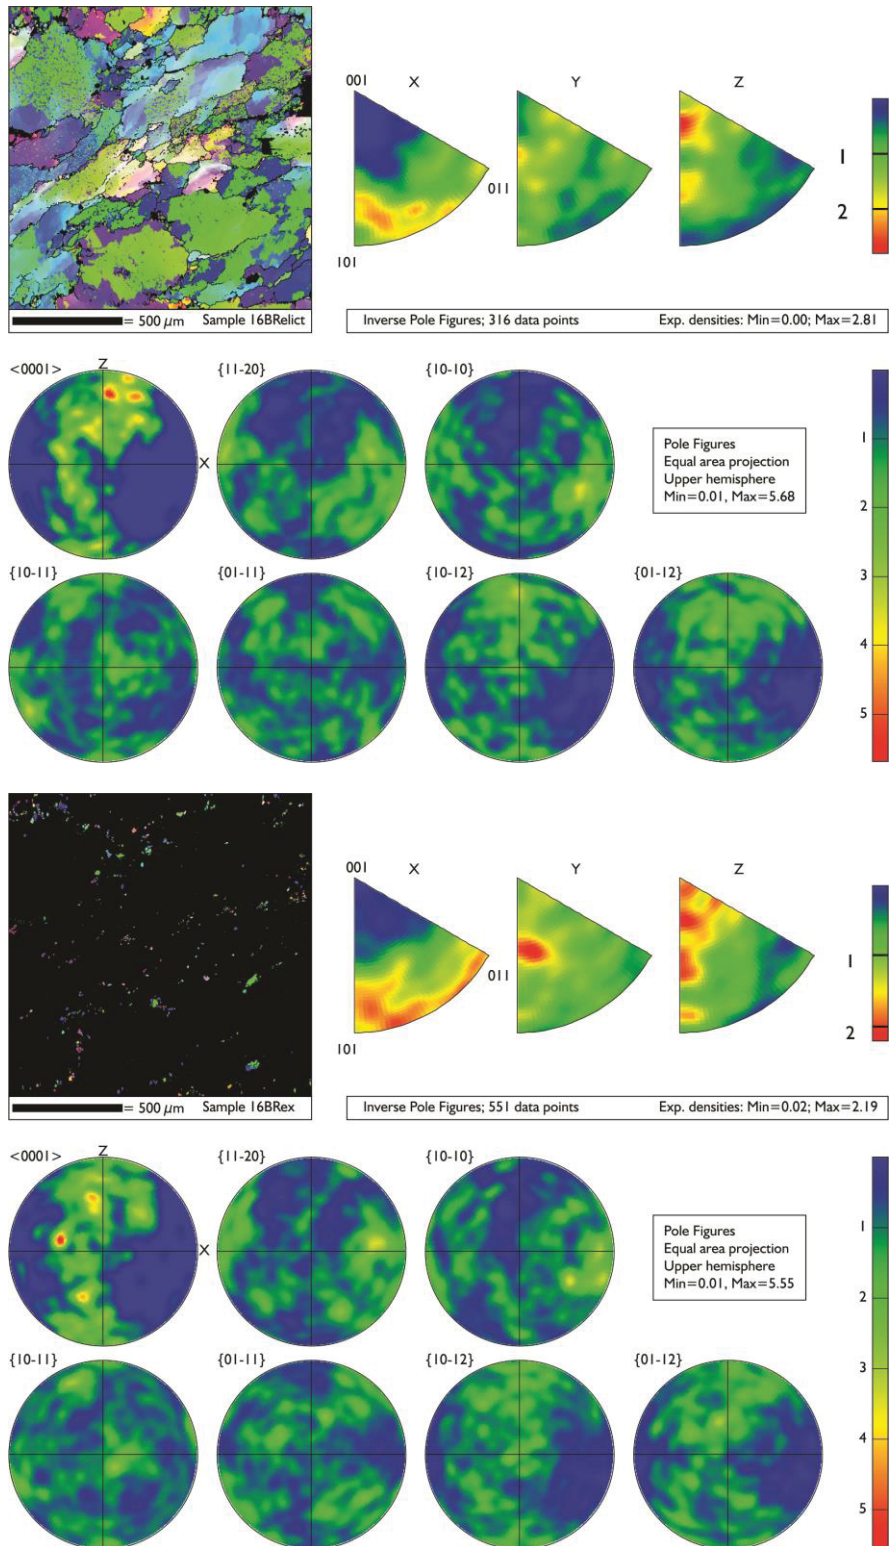 001 X Y Z
1
011
2
101
= 500 µm Sample 16BRelict
Inverse Pole Figures; 316 data points Exp. densities: Min=0.00; Max=2.81
<0001> Z {11-20} {10-10}
Pole Figures
Equal area projection
Upper hemisphere
Min=0.01, Max=5.68
X
1
2
{10-11} {01-11} {10-12} {01-12}
3
4
5
001 X Y Z
011
1
2
101
= 500 µm Sample 16BRex
Inverse Pole Figures; 551 data points Exp. densities: Min=0.02; Max=2.19
<0001> Z {11-20} {10-10}
Pole Figures
Equal area projection
Upper hemisphere
Min=0.01, Max=5.55
X
1
2
{10-11} {01-11} {10-12} {01-12}
3
4
5